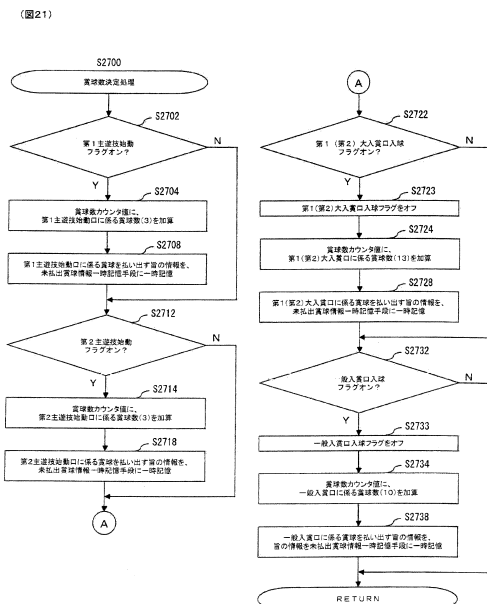 (図21)
S2700
賞球数決定処理
S2702
第1主遊技始動
フラグオン？
N
Y
S2704
賞球数カウンタ値に、
第1主遊技始動口に係る賞球数(3)を加算
S2708
第1主遊技始動口に係る賞球を払い出す旨の情報を、
未払出賞球情報一時記憶手段に一時記憶
S2712
第2主遊技始動
フラグオン？
N
Y
S2714
賞球数カウンタ値に、
第2主遊技始動口に係る賞球数(3)を加算
S2718
第2主遊技始動口に係る賞球を払い出す旨の情報を、
未払出賞球情報一時記憶手段に一時記憶
A
A
S2722
第1(第2)大入賞口入球
フラグオン？
N
Y
S2723
第1(第2)大入賞口入球フラグをオフ
S2724
賞球数カウンタ値に、
第1(第2)大入賞口に係る賞球数(13)を加算
S2728
第1(第2)大入賞口に係る賞球を払い出す旨の情報を、
未払出賞球情報一時記憶手段に一時記憶
S2732
一般入賞口入球
フラグオン？
N
Y
S2733
一般入賞口入球フラグをオフ
S2734
賞球数カウンタ値に、
一般入賞口に係る賞球数(10)を加算
S2738
一般入賞口に係る賞球を払い出す旨の情報を、
旨の情報を未払出賞球情報一時記憶手段に一時記憶
RETURN